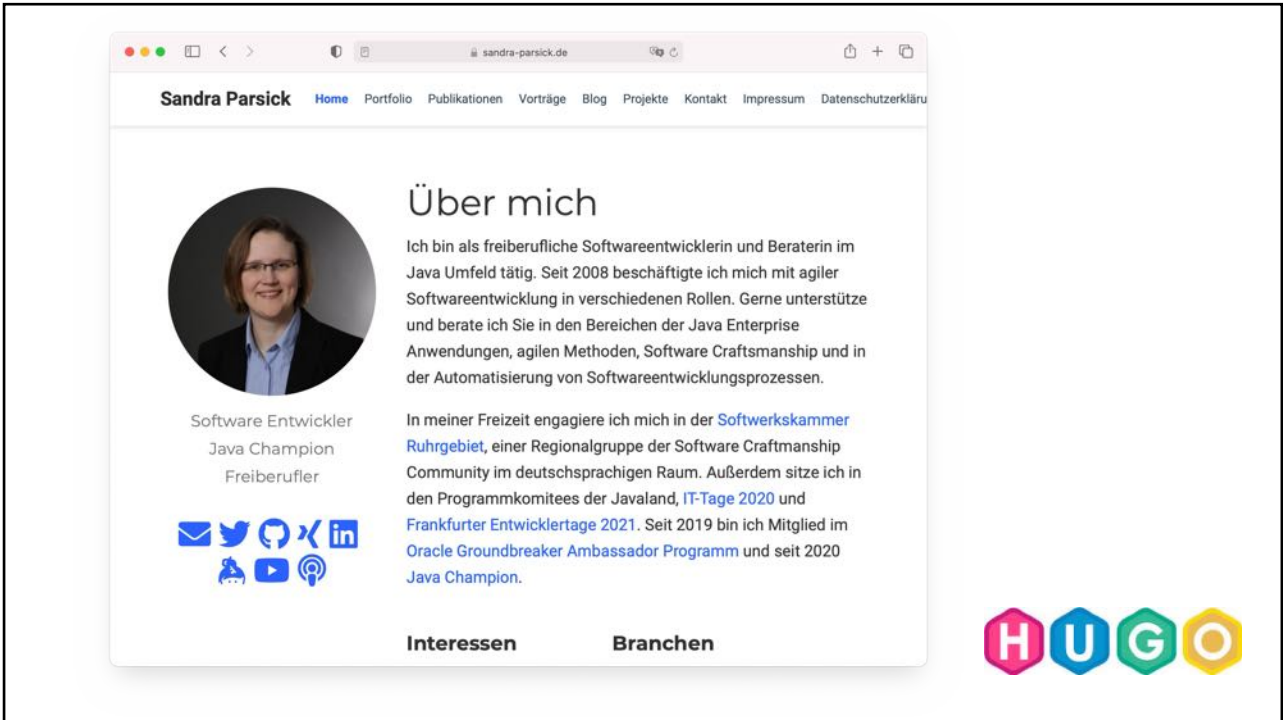 sandra-parsick.de
Sandra Parsick Home Portfolio Publikationen Vorträge Blog Projekte Kontakt Impressum Datenschutzerkläru
Über mich
Ich bin als freiberufliche Softwareentwicklerin und Beraterin im
Java Umfeld tätig. Seit 2008 beschäftigte ich mich mit agiler
Softwareentwicklung in verschiedenen Rollen. Gerne unterstütze
und berate ich Sie in den Bereichen der Java Enterprise
Anwendungen, agilen Methoden, Software Craftsmanship und in
der Automatisierung von Softwareentwicklungsprozessen.
Software Entwickler
Java Champion
Freiberufler
In meiner Freizeit engagiere ich mich in der Softwerkskammer
Ruhrgebiet, einer Regionalgruppe der Software Craftmanship
Community im deutschsprachigen Raum. Außerdem sitze ich in
den Programmkomitees der Javaland, IT-Tage 2020 und
Frankfurter Entwicklertage 2021. Seit 2019 bin ich Mitglied im
Oracle Groundbreaker Ambassador Programm und seit 2020
Java Champion.
Interessen Branchen
HUGO